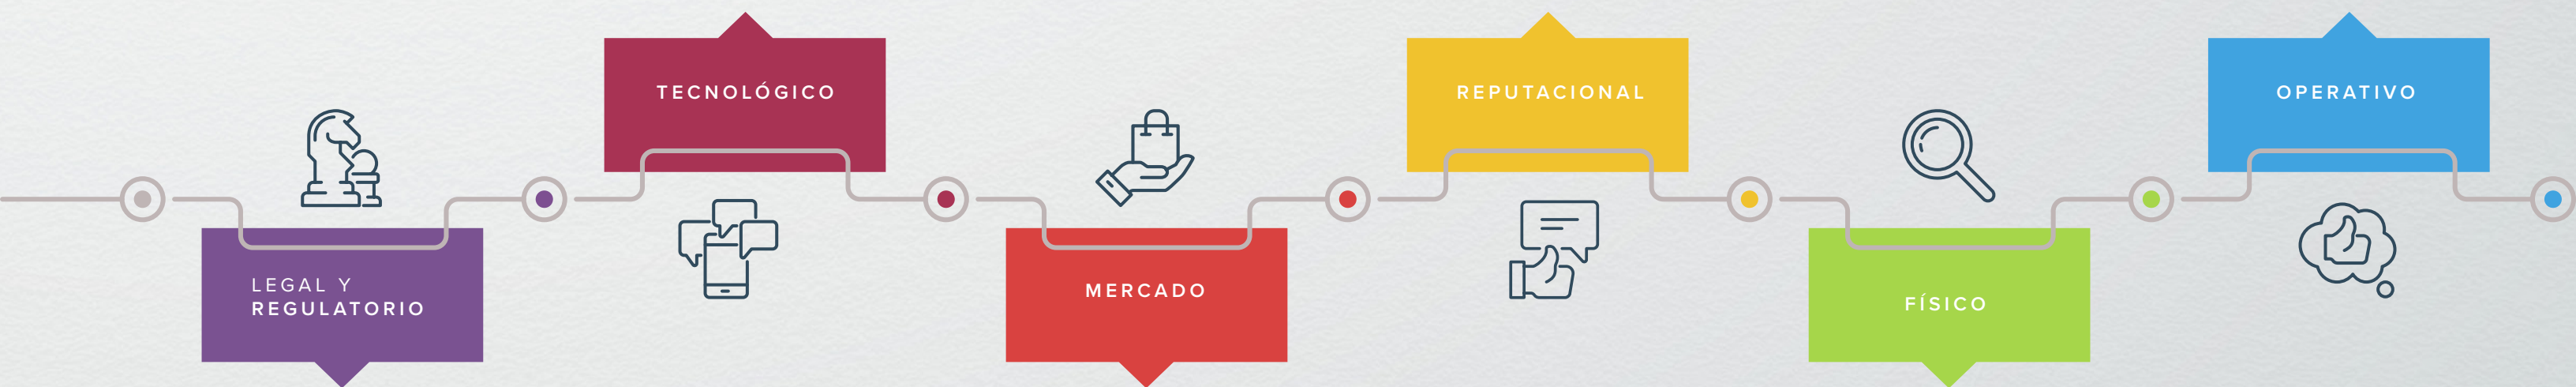 LEGAL Y
REGULATORIO
TECNOLÓGICO
MERCADO
REPUTACIONAL
FÍSICO
OPERATIVO